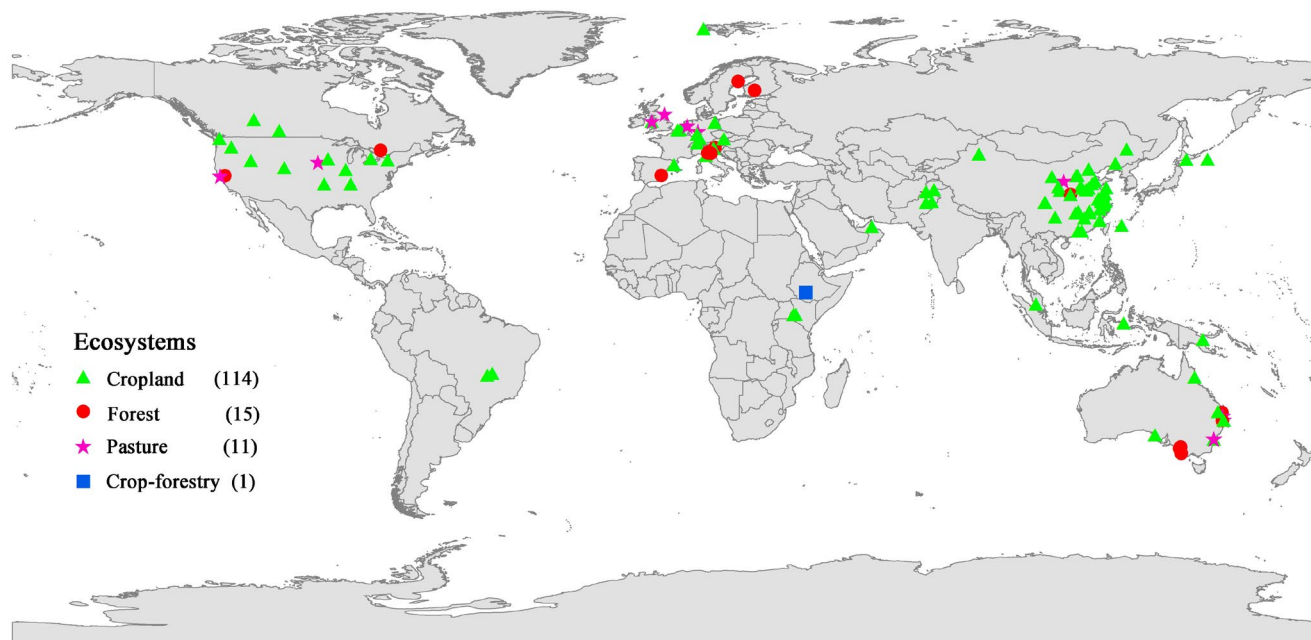 Ecosystems
Cropland (114)
Forest (15)
Pasture (11)
Crop-forestry (1)